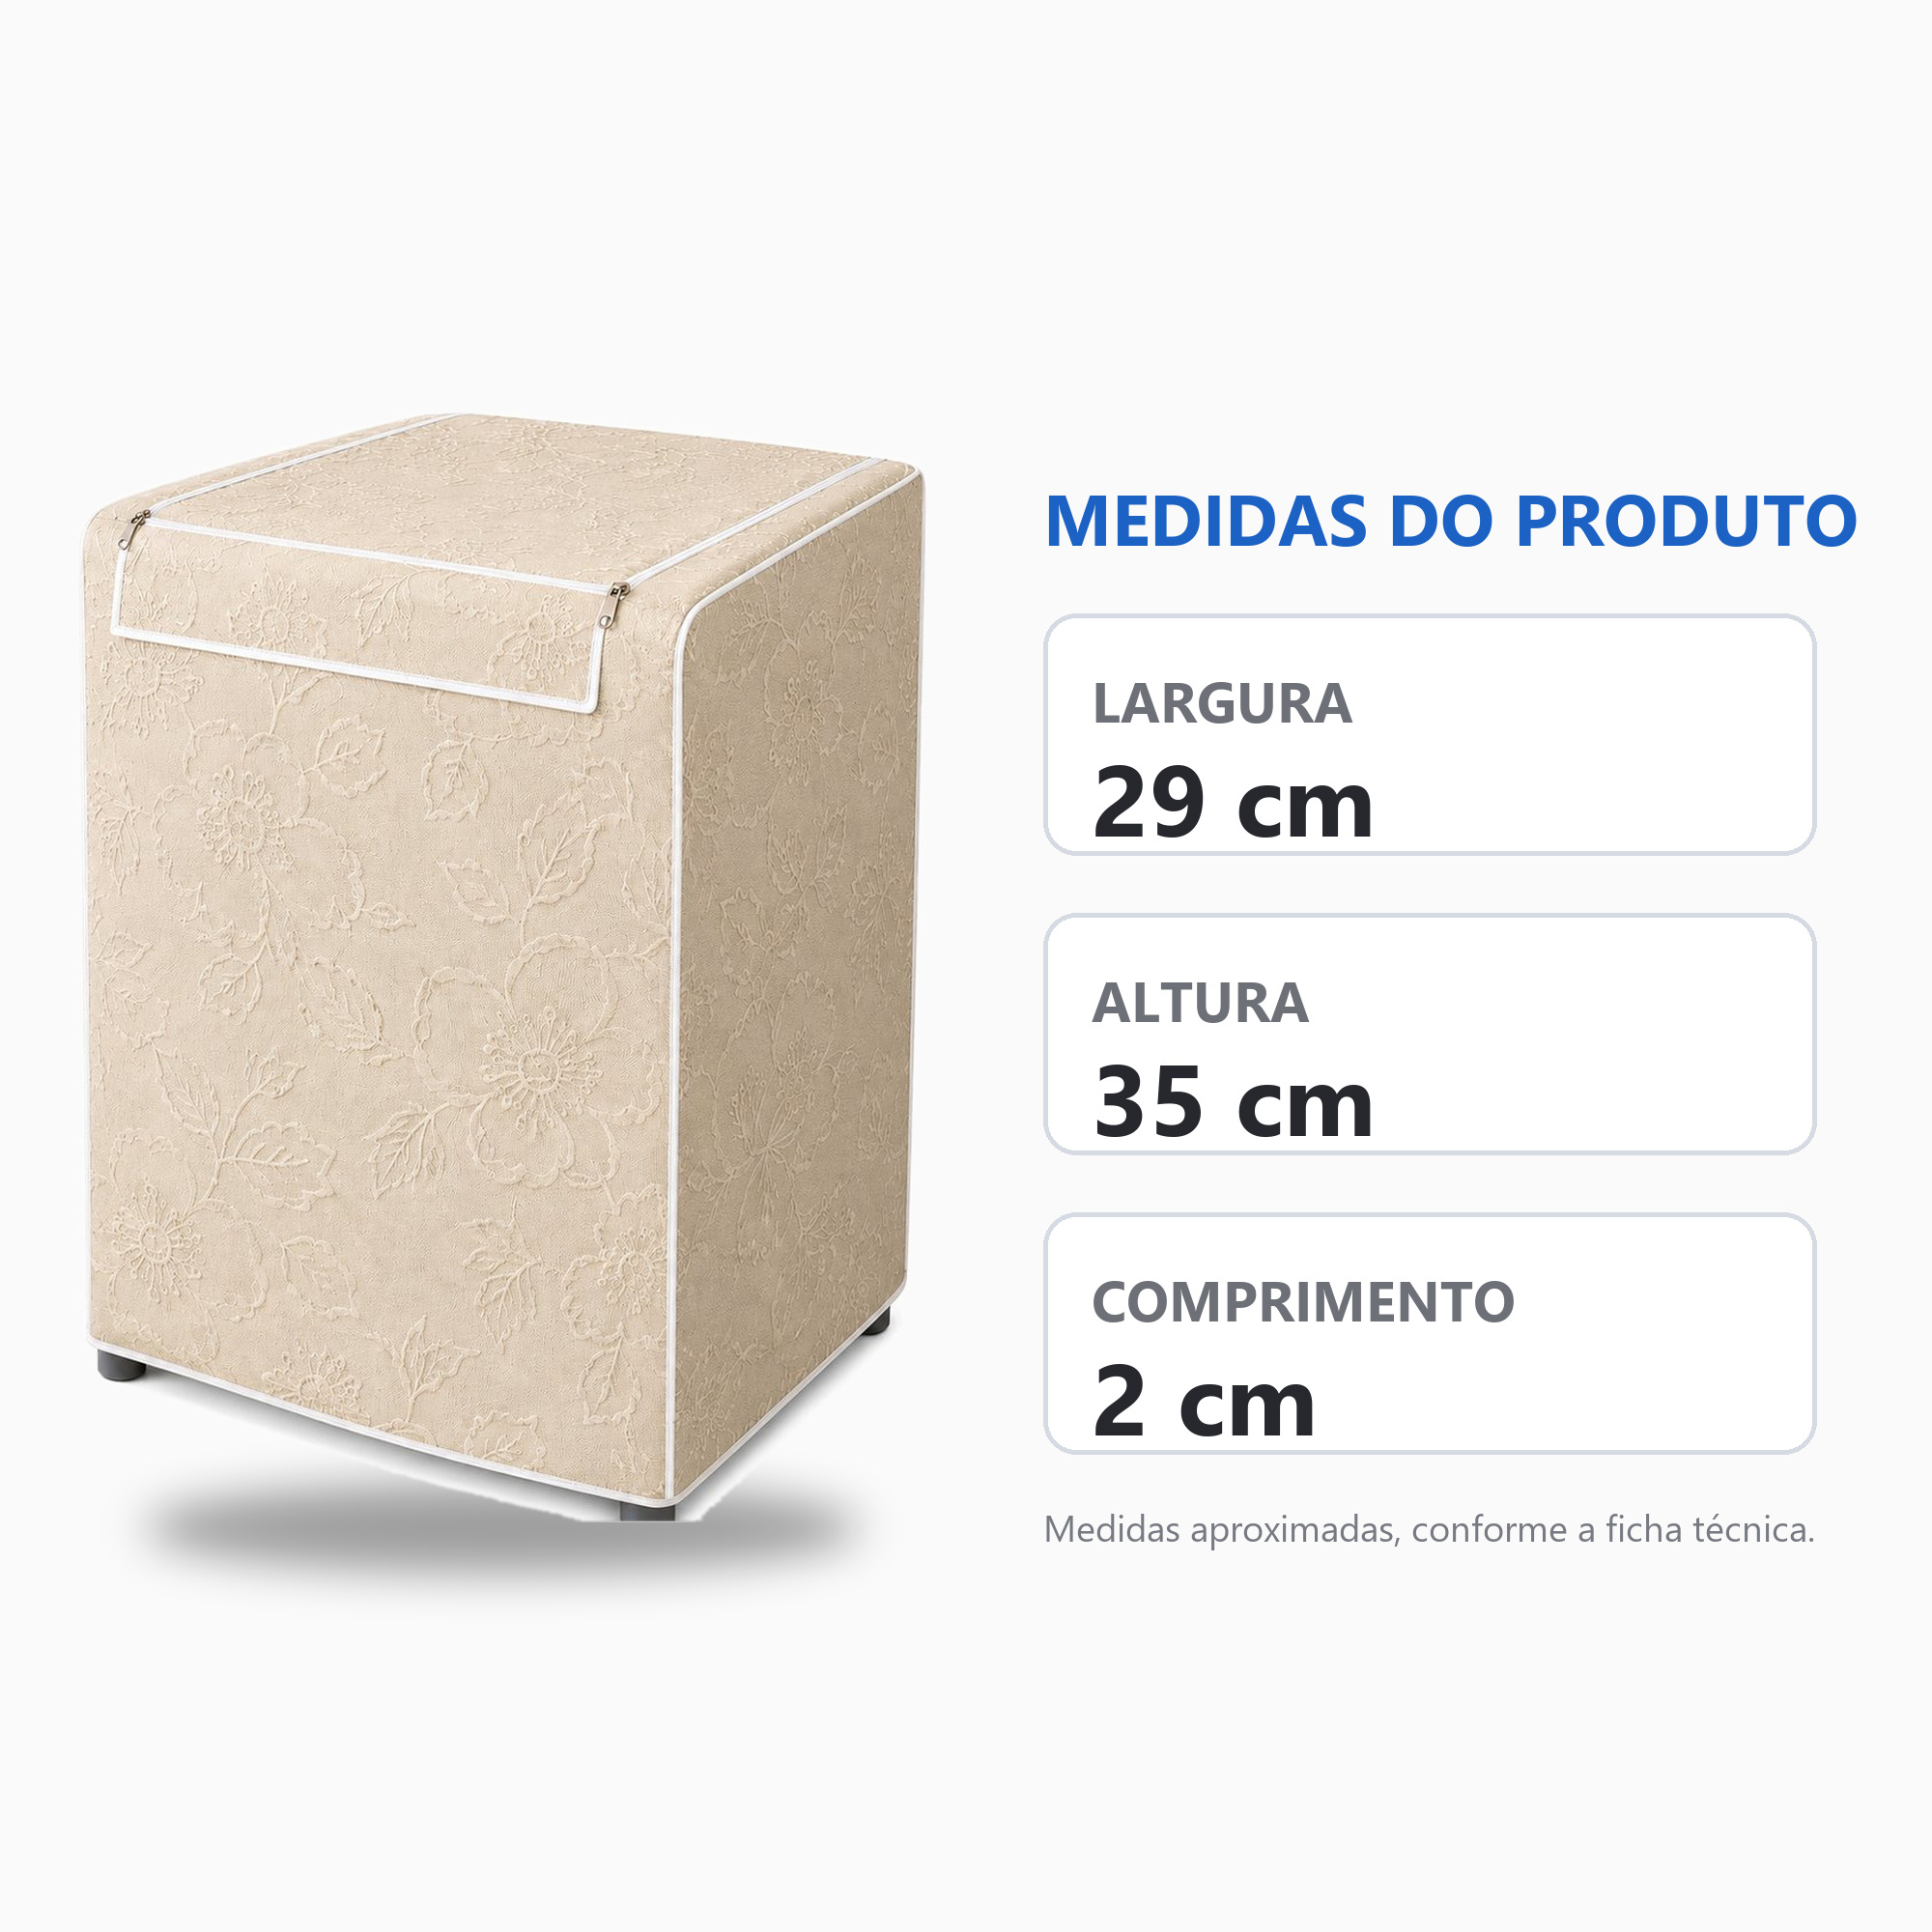 MEDIDAS DO PRODUTO
LARGURA
29 cm
ALTURA
35 cm
COMPRIMENTO
2 cm
Medidas aproximadas, conforme a ficha técnica.